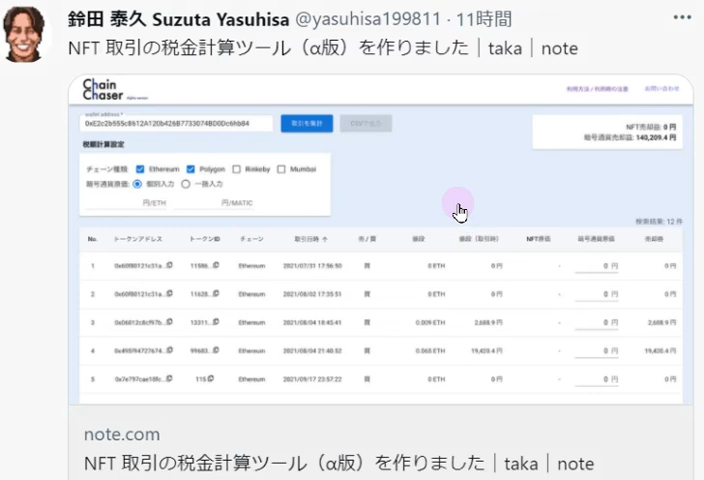 鈴田 泰久 Suzuta Yasuhisa @yasuhisa199811 · 11時間
NFT 取引の税金計算ツール（α版）を作りました｜taka｜note
Chain
Chaser
利用方法 / 利用時の注意 お問い合わせ
取引を集計 CSVで出力
NFT売却益: 0 円
暗号通貨売却益: 140,209.4 円
税額計算設定
チェーン種類 Ethereum Polygon Rinkeby Mumbai
暗号通貨原価: 個別入力 一括入力
円/ETH 円/MATIC
検索結果: 12 件
No. トークンアドレス トークンID チェーン 取引日時 ↑ 売／買 値段 値段（取引時） NFT原価 暗号通貨原価 売却益
1 0x60f80121c31a... 11586... Ethereum 2021/07/31 17:56:50 買 0 ETH 0 円 - 0 円 0 円
2 0x60f80121c31a... 11628... Ethereum 2021/08/02 17:35:51 買 0 ETH 0 円 - 0 円 0 円
3 13311... Ethereum 2021/08/04 18:45:41 買 0.009 ETH 2,688.9 円 - 0 円 2,688.9 円
4 0x495f94727674... 99683... Ethereum 2021/08/04 21:40:52 買 0.065 ETH 19,420.4 円 - 0 円 19,420.4 円
5 115 Ethereum 2021/09/17 23:57:22 買 0 ETH 0 円 - 0 円 0 円
note.com
NFT 取引の税金計算ツール（α版）を作りました｜taka｜note